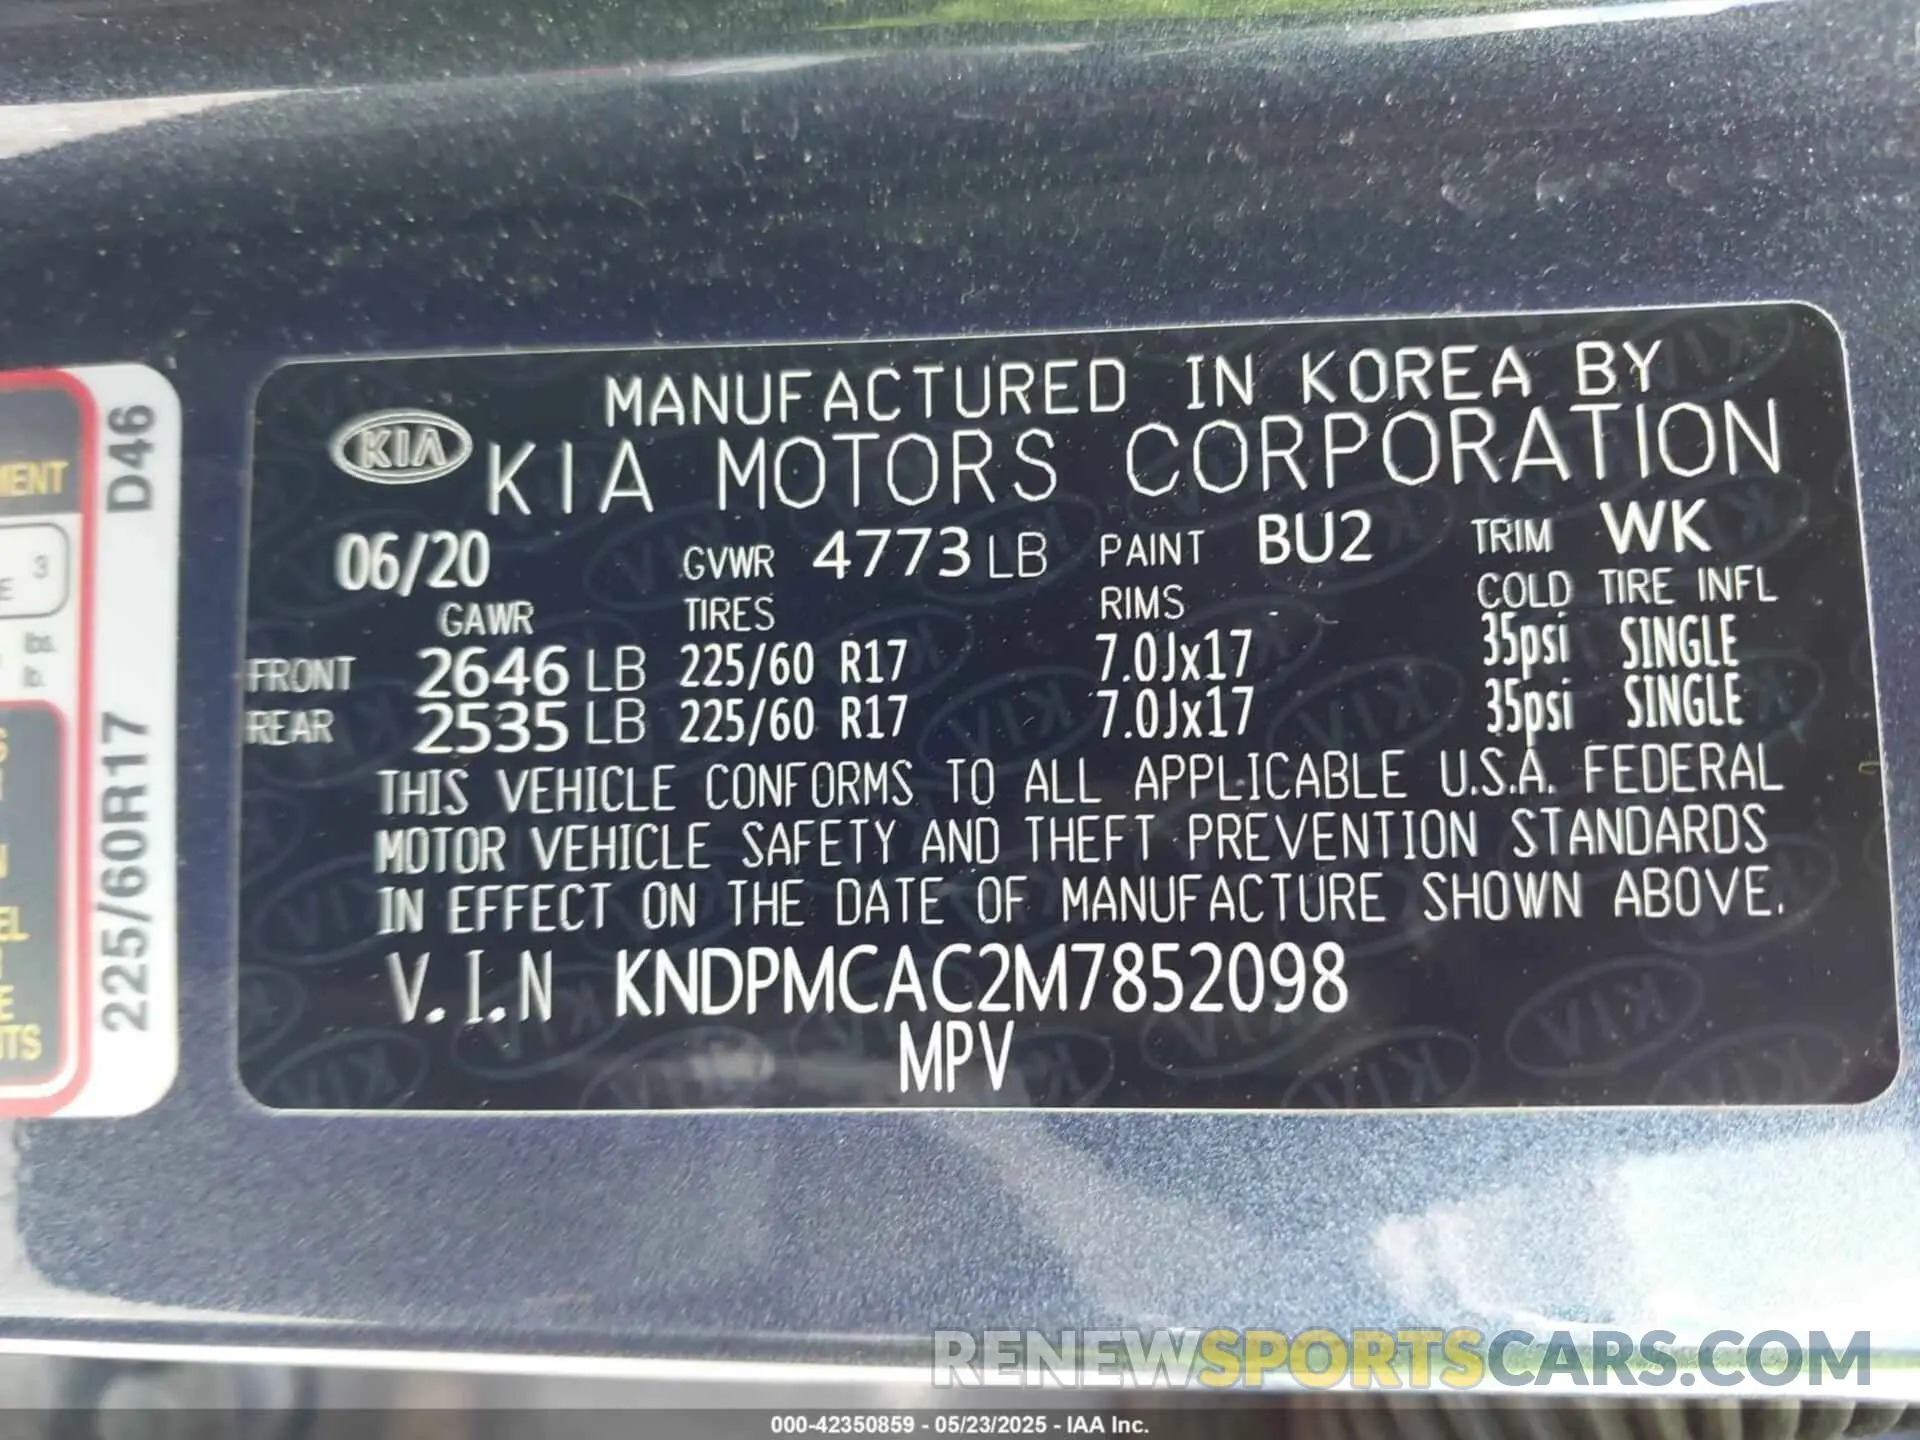 MANUFACTURED IN KOREA BY
KIA KIA MOTORS CORPORATION
06/20 GVWR 4773 LB PAINT BU2 TRIM WK
GAWR TIRES RIMS COLD TIRE INFL
FRONT 2646 LB 225/60 R17 7.0Jx17 35psi SINGLE
REAR 2535 LB 225/60 R17 7.0Jx17 35psi SINGLE
THIS VEHICLE CONFORMS TO ALL APPLICABLE U.S.A. FEDERAL
MOTOR VEHICLE SAFETY AND THEFT PREVENTION STANDARDS
IN EFFECT ON THE DATE OF MANUFACTURE SHOWN ABOVE.
V.I.N KNDPMCAC2M7852098
MPV
D46
225/60R17
3
lbs.
lb.
RENEWSPORTSCARS.COM
000-42350859 - 05/23/2025 - IAA Inc.